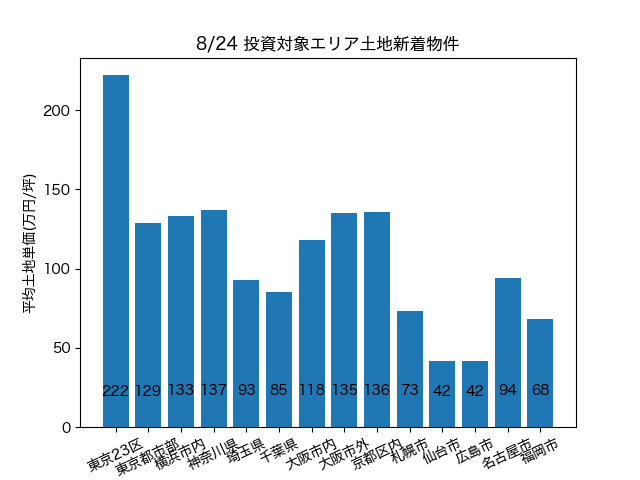 8/24 投資対象エリア土地新着物件
平均土地単価(万円/坪)
200
150
100
50
0
222 129 133 137 93 85 118 135 136 73 42 42 94 68
東京23区 東京都市部 横浜市内 神奈川県 埼玉県 千葉県 大阪市内 大阪市外 京都区内 札幌市 仙台市 広島市 名古屋市 福岡市